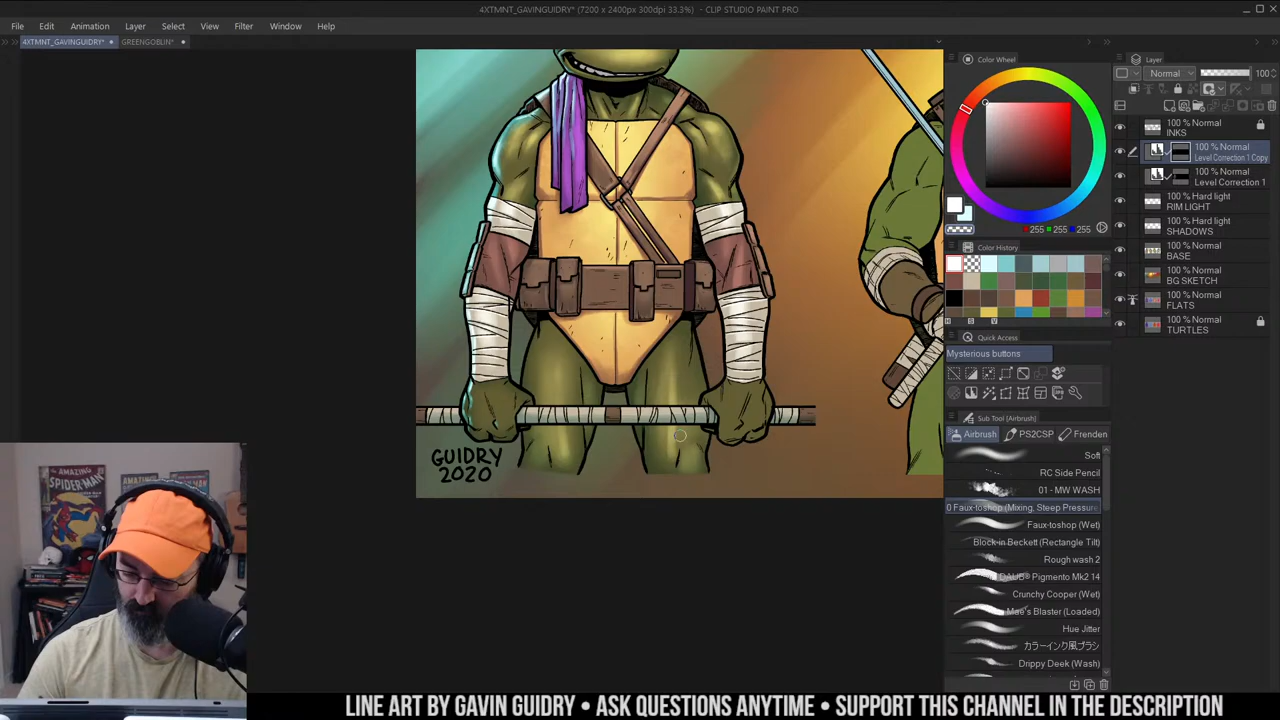 4XTMNT_GAVINGUIDRY* (7200 x 2400px 300dpi 33.3%) - CLIP STUDIO PAINT PRO
File Edit Animation Layer Select View Filter Window Help
4XTMNT_GAVINGUIDRY* GREENGOBLIN*
Color Wheel
255 255 255
Color History
H S V
Quick Access
Mysterious buttons
Sub Tool [Airbrush]
Airbrush PS2CSP Frenden
Soft
RC Side Pencil
01 - MW WASH
0 Faux-toshop (Mixing, Steep Pressure
Faux-toshop (Wet)
Block-in Beckett (Rectangle Tilt)
Rough wash 2
DAUB® Pigmento Mk2 14
Crunchy Cooper (Wet)
Mae's Blaster (Loaded)
Hue Jitter
カラーインク風ブラシ
Drippy Deek (Wash)
Layer
Normal 100
100 % Normal
INKS
100 % Normal
Level Correction 1 Copy
100 % Normal
Level Correction 1
100 % Hard light
RIM LIGHT
100 % Hard light
SHADOWS
100 % Normal
BASE
100 % Normal
BG SKETCH
100 % Normal
FLATS
100 % Normal
TURTLES
GUIDRY
2020
AMAZING
SPIDER-MAN
LINE ART BY GAVIN GUIDRY • ASK QUESTIONS ANYTIME • SUPPORT THIS CHANNEL IN THE DESCRIPTION